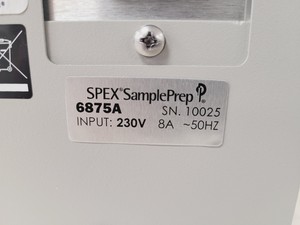 SPEX® SamplePrep
6875A SN. 10025
INPUT: 230V 8A ~50HZ